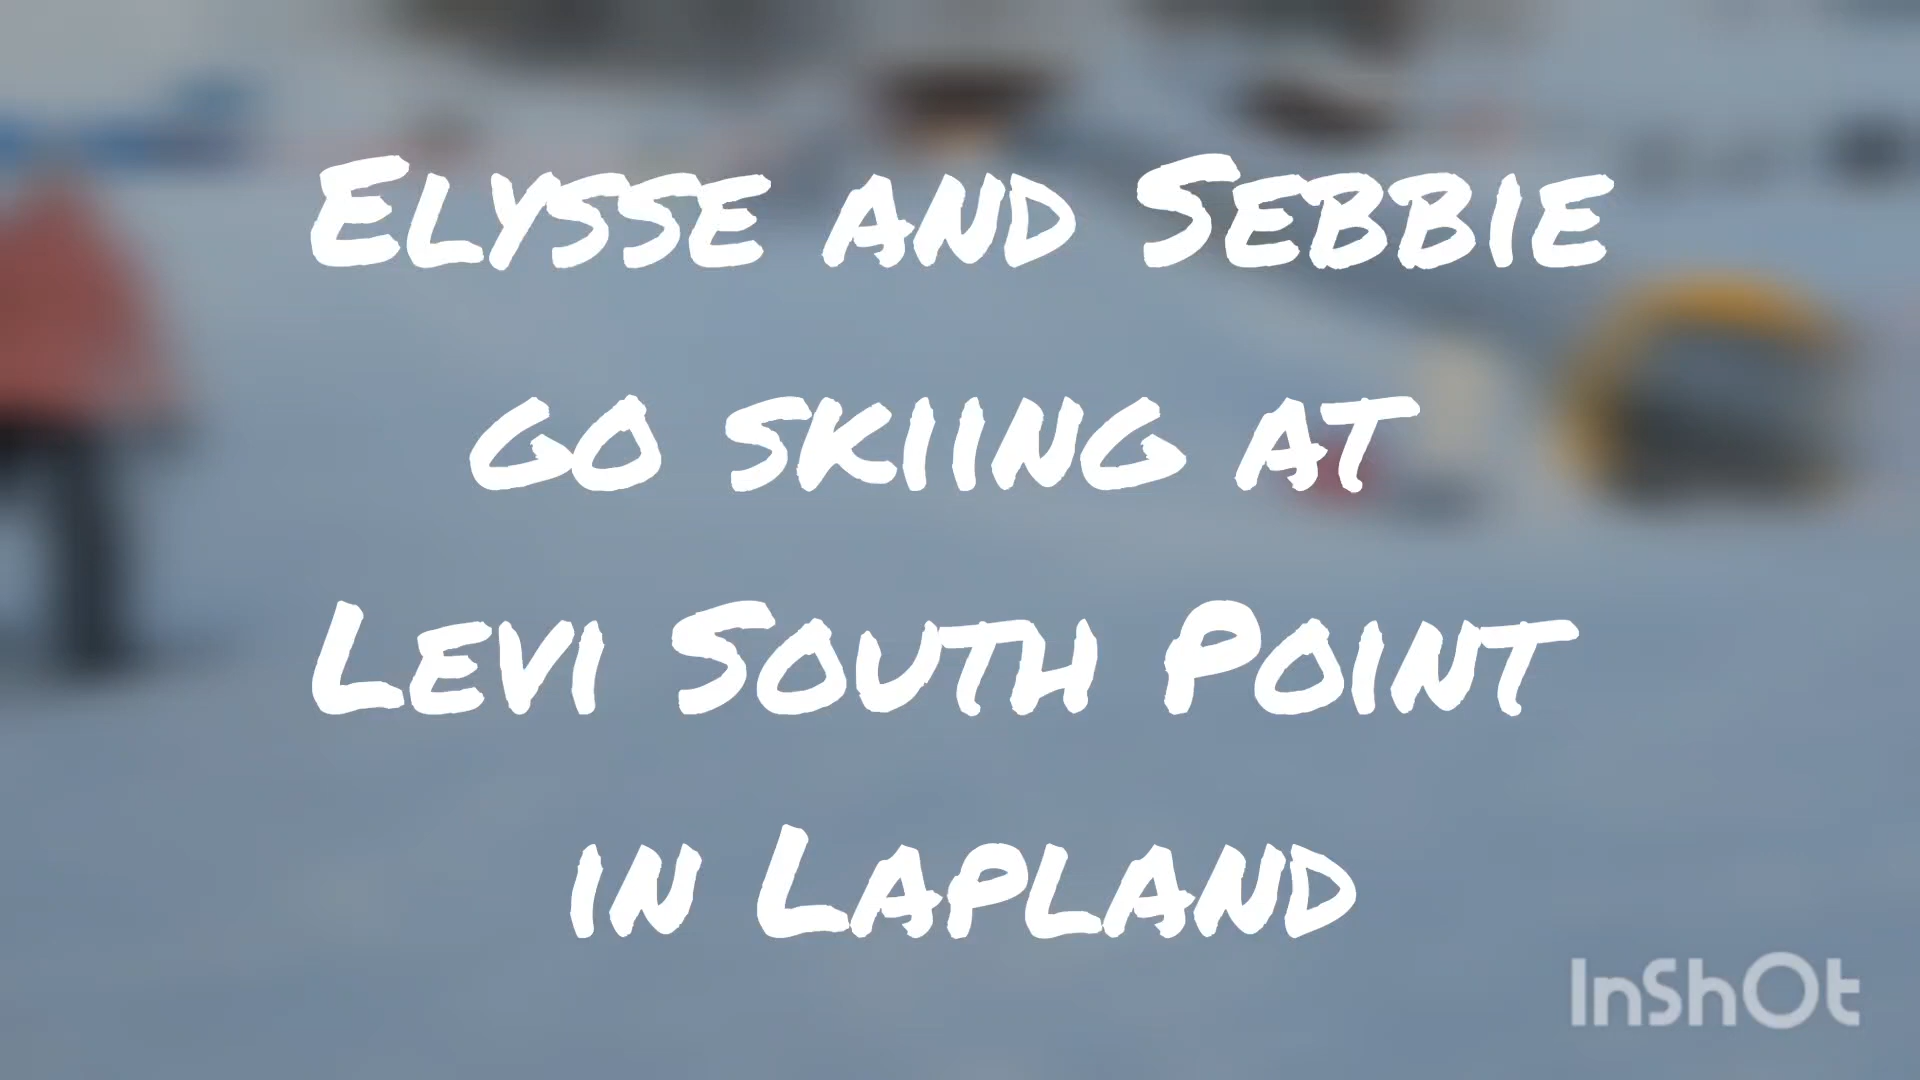 Elysse and Sebbie
go skiing at
Levi South Point
in Lapland
InShOt